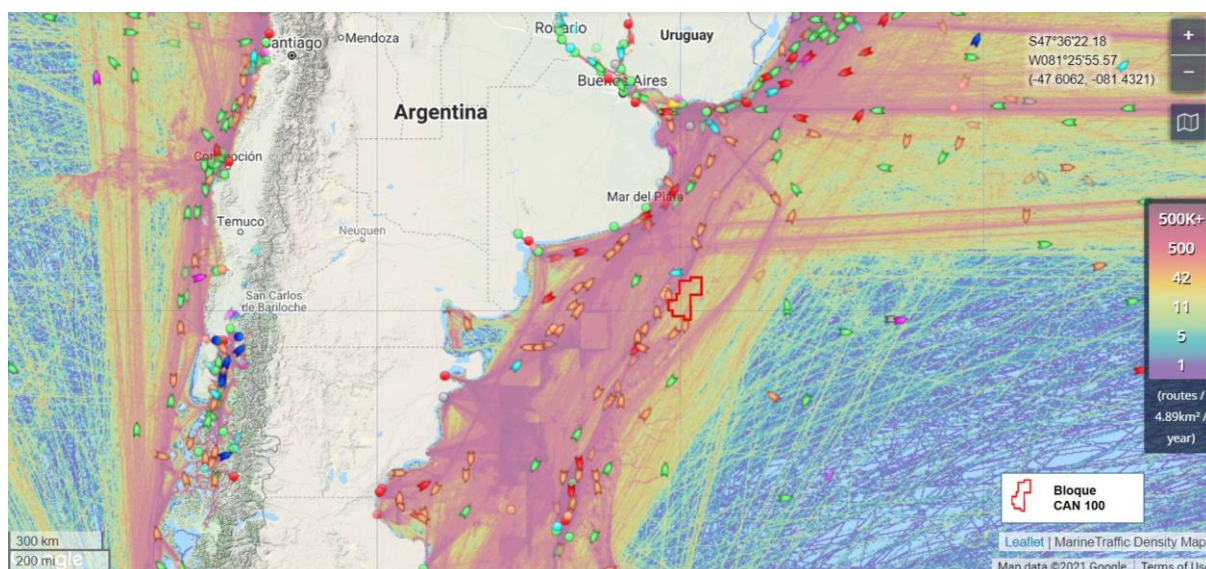 Santiago
Mendoza
Rosario
Uruguay
Buenos Aires
S47°36'22.18
W081°25'55.57
(-47.6062, -081.4321)
+
−
Argentina
Concepción
Mar del Plata
Temuco
Neuquen
San Carlos
de Bariloche
500K+
500
42
11
5
1
(routes /
4.89km² /
year)
Bloque
CAN 100
300 km
200 mi
Leaflet | MarineTraffic Density Map
Map data ©2021 Google
Terms of Use